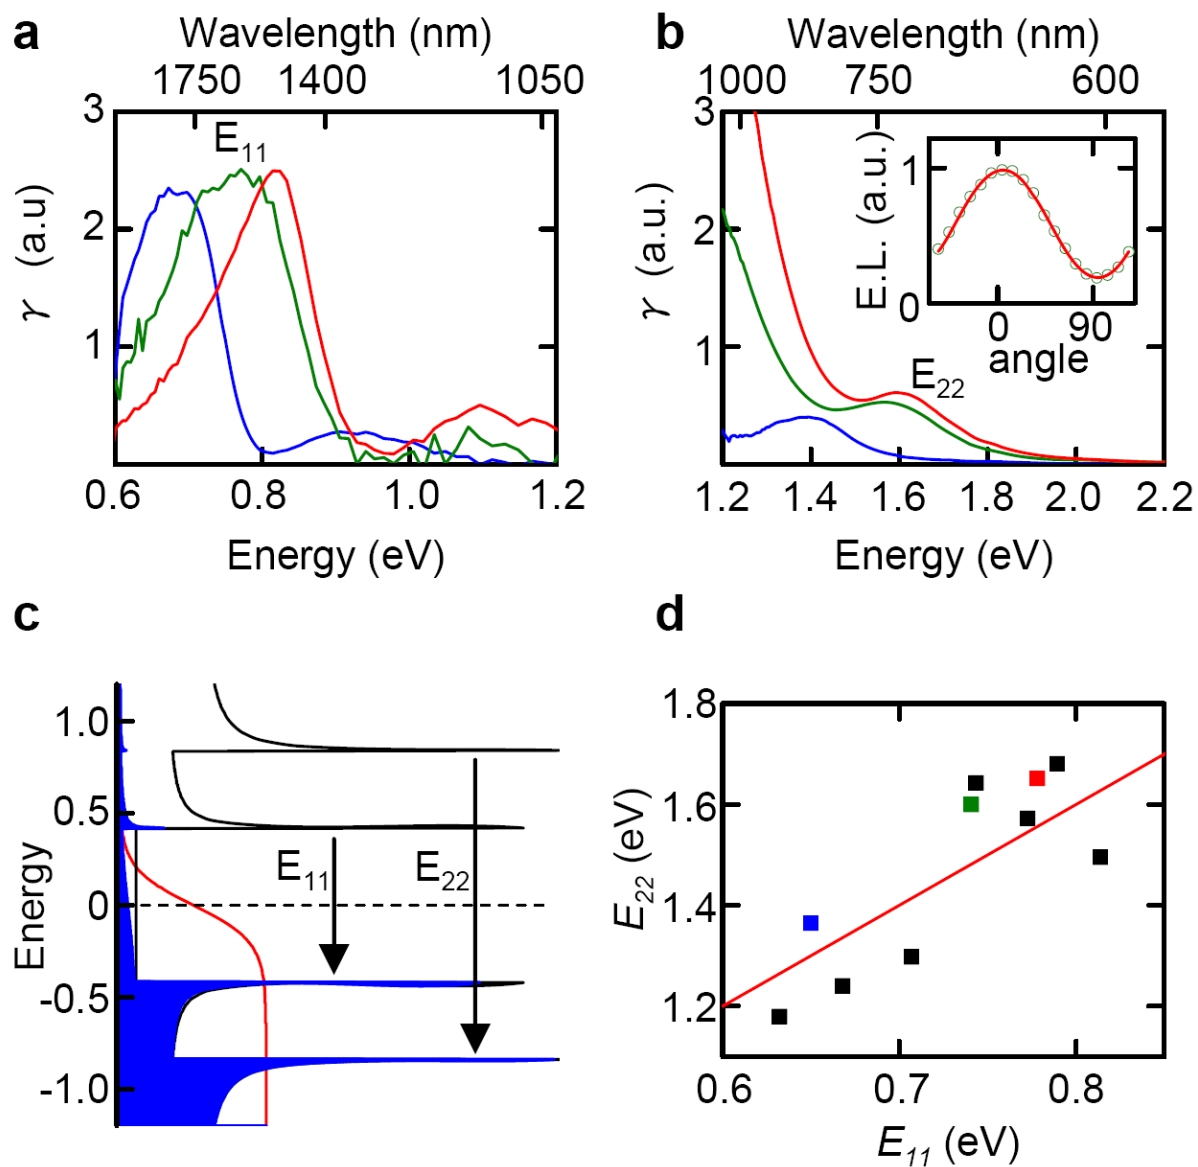 a
Wavelength (nm)
1750 1400 1050
3
2
1
γ (a.u)
E11
0.6 0.8 1.0 1.2
Energy (eV)
b
Wavelength (nm)
1000 750 600
3
2
1
γ (a.u.)
E22
E.L. (a.u.)
1
0
0 90
angle
1.2 1.4 1.6 1.8 2.0 2.2
Energy (eV)
c
1.0
0.5
0
-0.5
-1.0
Energy
E11 E22
d
1.8
1.6
1.4
1.2
E22 (eV)
0.6 0.7 0.8
E11 (eV)